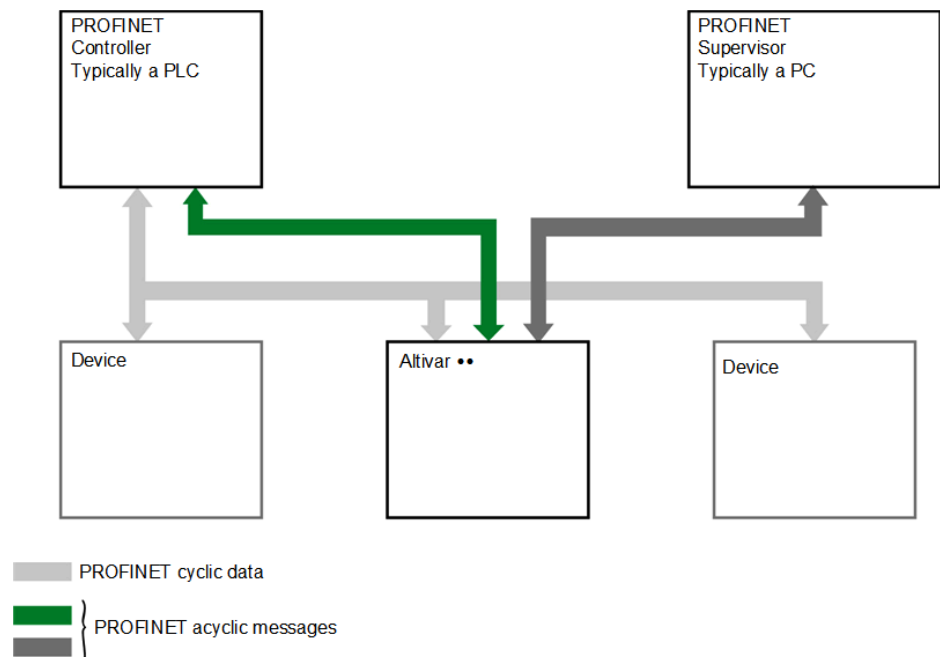 PROFINET
Controller
Typically a PLC
PROFINET
Supervisor
Typically a PC
Device
Altivar ••
Device
PROFINET cyclic data
PROFINET acyclic messages